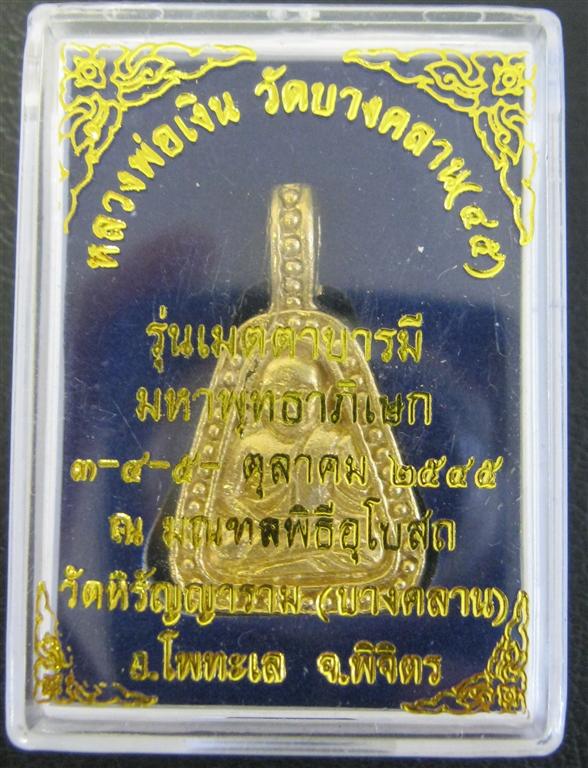 หลวงพ่อเงิน วัดบางคลาน(๔๕)
รุ่นเมตตาบารมี
มหาพุทธาภิเษก
๓-๔-๕- ตุลาคม ๒๕๔๕
ณ มณฑลพิธีอุโบสถ
วัดหิรัญญาราม (บางคลาน)
อ.โพทะเล จ.พิจิตร